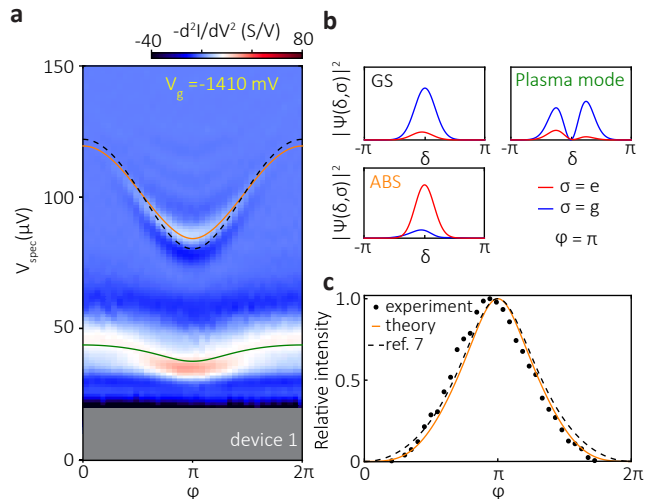 a
-d²I/dV² (S/V)
-40 40 80
150
100
50
0
V_spec(μV)
V_g =-1410 mV
device 1
0 π 2π
φ
b
|Ψ(δ,σ)|²
GS
-π δ π
Plasma mode
-π δ π
|Ψ(δ,σ)|²
ABS
-π δ π
σ = e
σ = g
φ = π
c
Relative intensity
1.0
0.5
0
experiment
theory
ref. 7
0 π 2π
φ